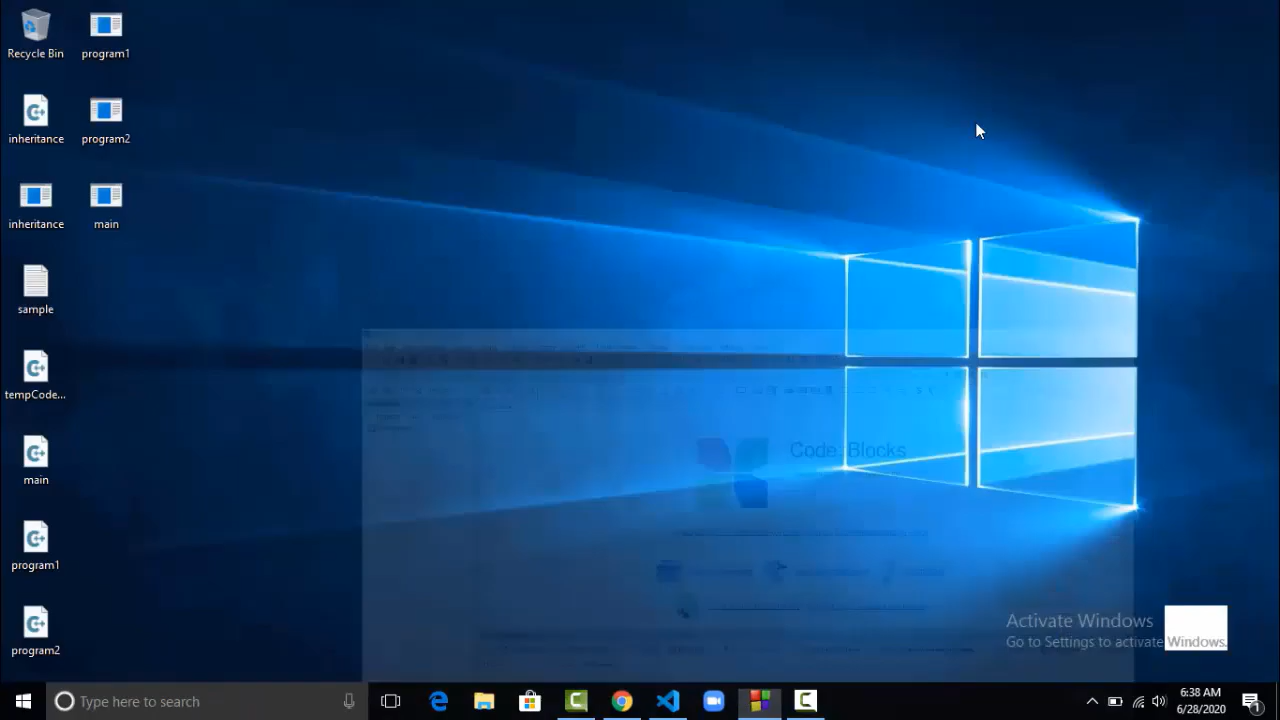 Recycle Bin
program1
inheritance
program2
inheritance
main
sample
tempCode...
main
program1
program2
Code::Blocks
Activate Windows
Go to Settings to activate Windows.
Type here to search
6:38 AM
6/28/2020
1